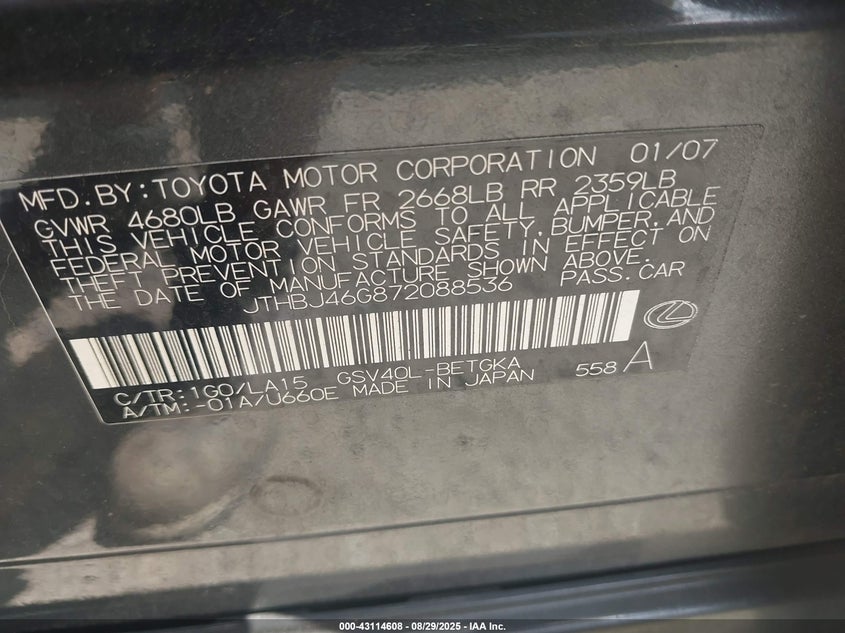 MFD.BY:TOYOTA MOTOR CORPORATION 01/07
GVWR 4680LB GAWR FR 2668LB RR 2359LB
THIS VEHICLE CONFORMS TO ALL APPLICABLE
FEDERAL MOTOR VEHICLE SAFETY,BUMPER,AND
THEFT PREVENTION STANDARDS IN EFFECT ON
THE DATE OF MANUFACTURE SHOWN ABOVE.
JTHBJ46G872088536 PASS.CAR
C/TR:1G0/LA15 GSV40L-BETGKA
A/TM:-01A/U660E MADE IN JAPAN 558 A
000-43114608 - 08/29/2025 - IAA Inc.